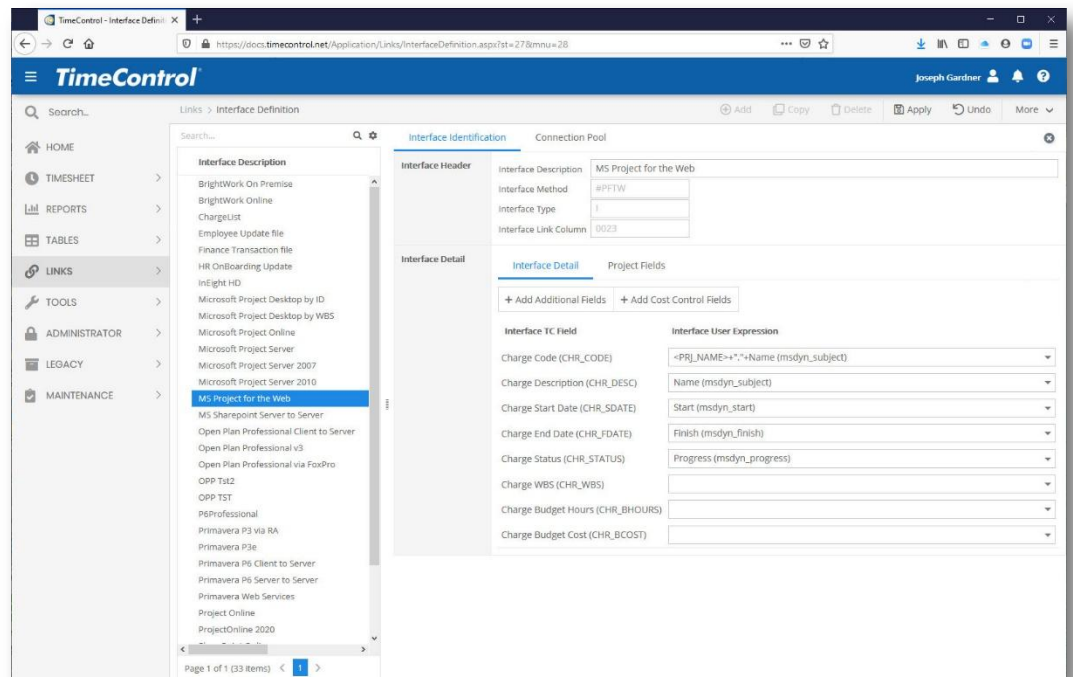 TimeControl - Interface Definit
https://docs.timecontrol.net/Application/Links/InterfaceDefinition.aspx?st=27&mnu=28
TimeControl
Joseph Gardner
Search...
Links > Interface Definition
Add
Copy
Delete
Apply
Undo
More
HOME
TIMESHEET
REPORTS
TABLES
LINKS
TOOLS
ADMINISTRATOR
LEGACY
MAINTENANCE
Search...
Interface Description
BrightWork On Premise
BrightWork Online
ChargeList
Employee Update file
Finance Transaction file
HR OnBoarding Update
InEight HD
Microsoft Project Desktop by ID
Microsoft Project Desktop by WBS
Microsoft Project Online
Microsoft Project Server
Microsoft Project Server 2007
Microsoft Project Server 2010
MS Project for the Web
MS Sharepoint Server to Server
Open Plan Professional Client to Server
Open Plan Professional v3
Open Plan Professional via FoxPro
OPP Tst2
OPP TST
P6Professional
Primavera P3 via RA
Primavera P3e
Primavera P6 Client to Server
Primavera P6 Server to Server
Primavera Web Services
Project Online
ProjectOnline 2020
Page 1 of 1 (33 items) < 1 >
Interface Identification
Connection Pool
Interface Header
Interface Description MS Project for the Web
Interface Method #PFTW
Interface Type I
Interface Link Column 0023
Interface Detail
Interface Detail
Project Fields
+ Add Additional Fields
+ Add Cost Control Fields
Interface TC Field Interface User Expression
Charge Code (CHR_CODE) <PRJ_NAME>+"."+Name (msdyn_subject)
Charge Description (CHR_DESC) Name (msdyn_subject)
Charge Start Date (CHR_SDATE) Start (msdyn_start)
Charge End Date (CHR_FDATE) Finish (msdyn_finish)
Charge Status (CHR_STATUS) Progress (msdyn_progress)
Charge WBS (CHR_WBS)
Charge Budget Hours (CHR_BHOURS)
Charge Budget Cost (CHR_BCOST)